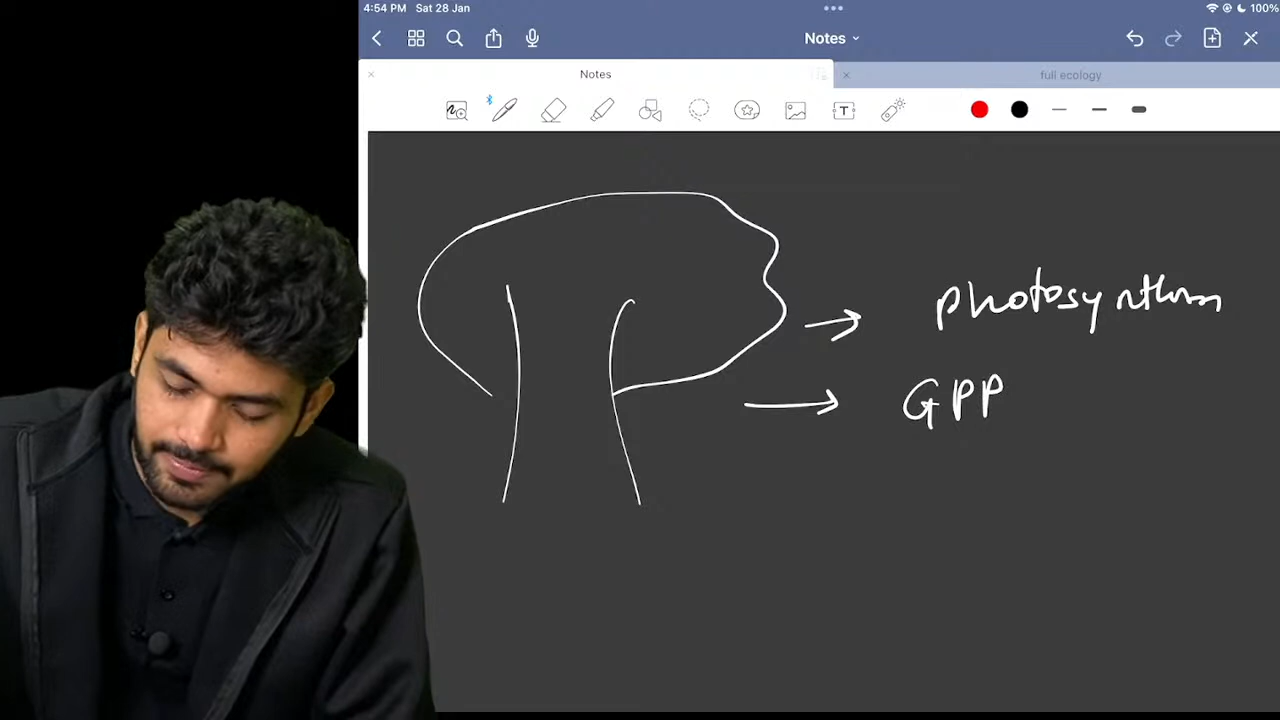 4:54 PM Sat 28 Jan
100%
Notes
Notes
full ecology
T
Photosynthesis
GPP